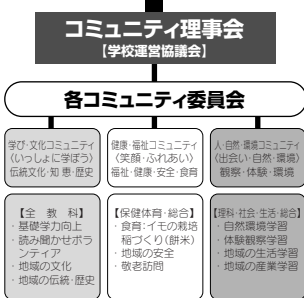 コミュニティ理事会
【学校運営協議会】
各コミュニティ委員会
学び・文化コミュニティ
（いっしょに学ぼう）
伝統文化・知恵・歴史
健康・福祉コミュニティ
（笑顔・ふれあい）
福祉・健康・安全・食育
人・自然・環境コミュニティ
（出会い・自然・環境）
観察・体験・環境
【全教科】
・基礎学力向上
・読み聞かせボラ
ンティア
・地域の文化
・地域の伝統・歴史
【保健体育・総合】
・食育：イモの栽培
稲づくり（餅米）
・地域の安全
・敬老訪問
【理科・社会・生活・総合】
・自然環境学習
・体験観察学習
・地域の生活学習
・地域の産業学習